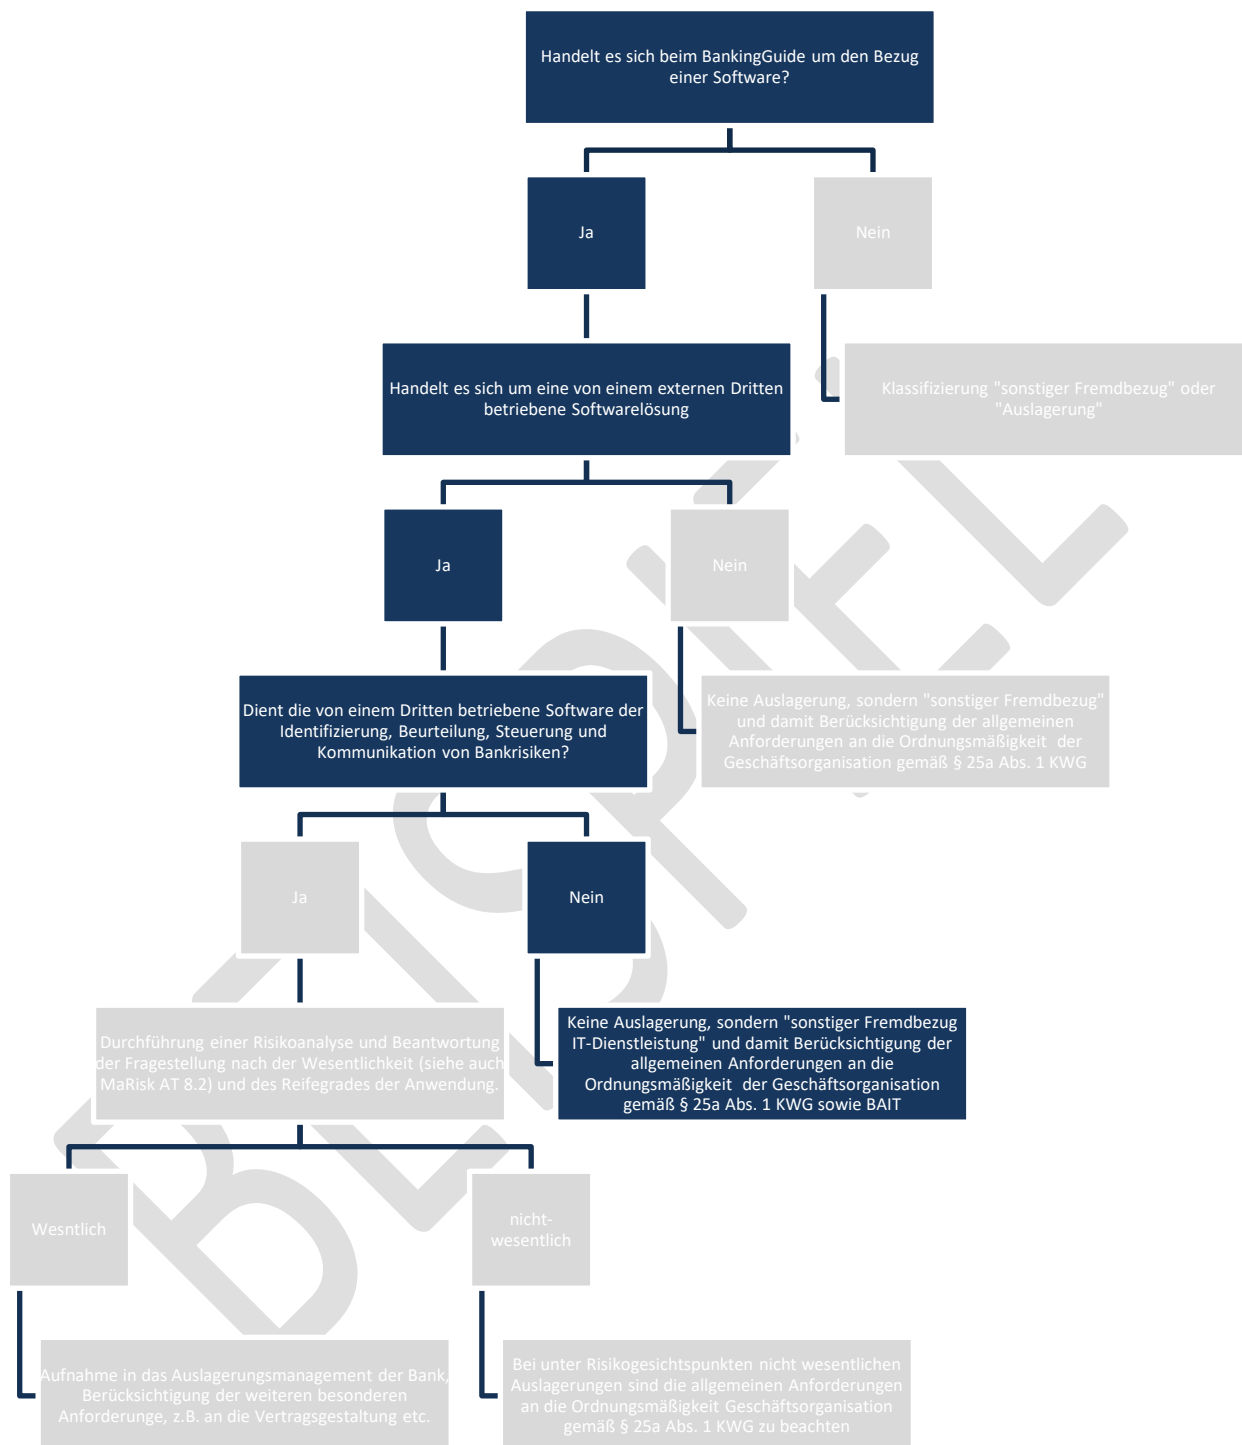 Handelt es sich beim BankingGuide um den Bezug
einer Software?
Ja
Nein
Handelt es sich um eine von einem externen Dritten
betriebene Softwarelösung
Klassifizierung "sonstiger Fremdbezug" oder
"Auslagerung"
Ja
Nein
Dient die von einem Dritten betriebene Software der
Identifizierung, Beurteilung, Steuerung und
Kommunikation von Bankrisiken?
Keine Auslagerung, sondern "sonstiger Fremdbezug"
und damit Berücksichtigung der allgemeinen
Anforderungen an die Ordnungsmäßigkeit der
Geschäftsorganisation gemäß § 25a Abs. 1 KWG
Ja
Nein
Durchführung einer Risikoanalyse und Beantwortung
der Fragestellung nach der Wesentlichkeit (siehe auch
MaRisk AT 8.2) und des Reifegrades der Anwendung.
Keine Auslagerung, sondern "sonstiger Fremdbezug
IT-Dienstleistung" und damit Berücksichtigung der
allgemeinen Anforderungen an die
Ordnungsmäßigkeit der Geschäftsorganisation
gemäß § 25a Abs. 1 KWG sowie BAIT
Wesntlich
nicht-
wesentlich
Aufnahme in das Auslagerungsmanagement der Bank,
Berücksichtigung der weiteren besonderen
Anforderunge, z.B. an die Vertragsgestaltung etc.
Bei unter Risikogesichtspunkten nicht wesentlichen
Auslagerungen sind die allgemeinen Anforderungen
an die Ordnungsmäßigkeit Geschäftsorganisation
gemäß § 25a Abs. 1 KWG zu beachten